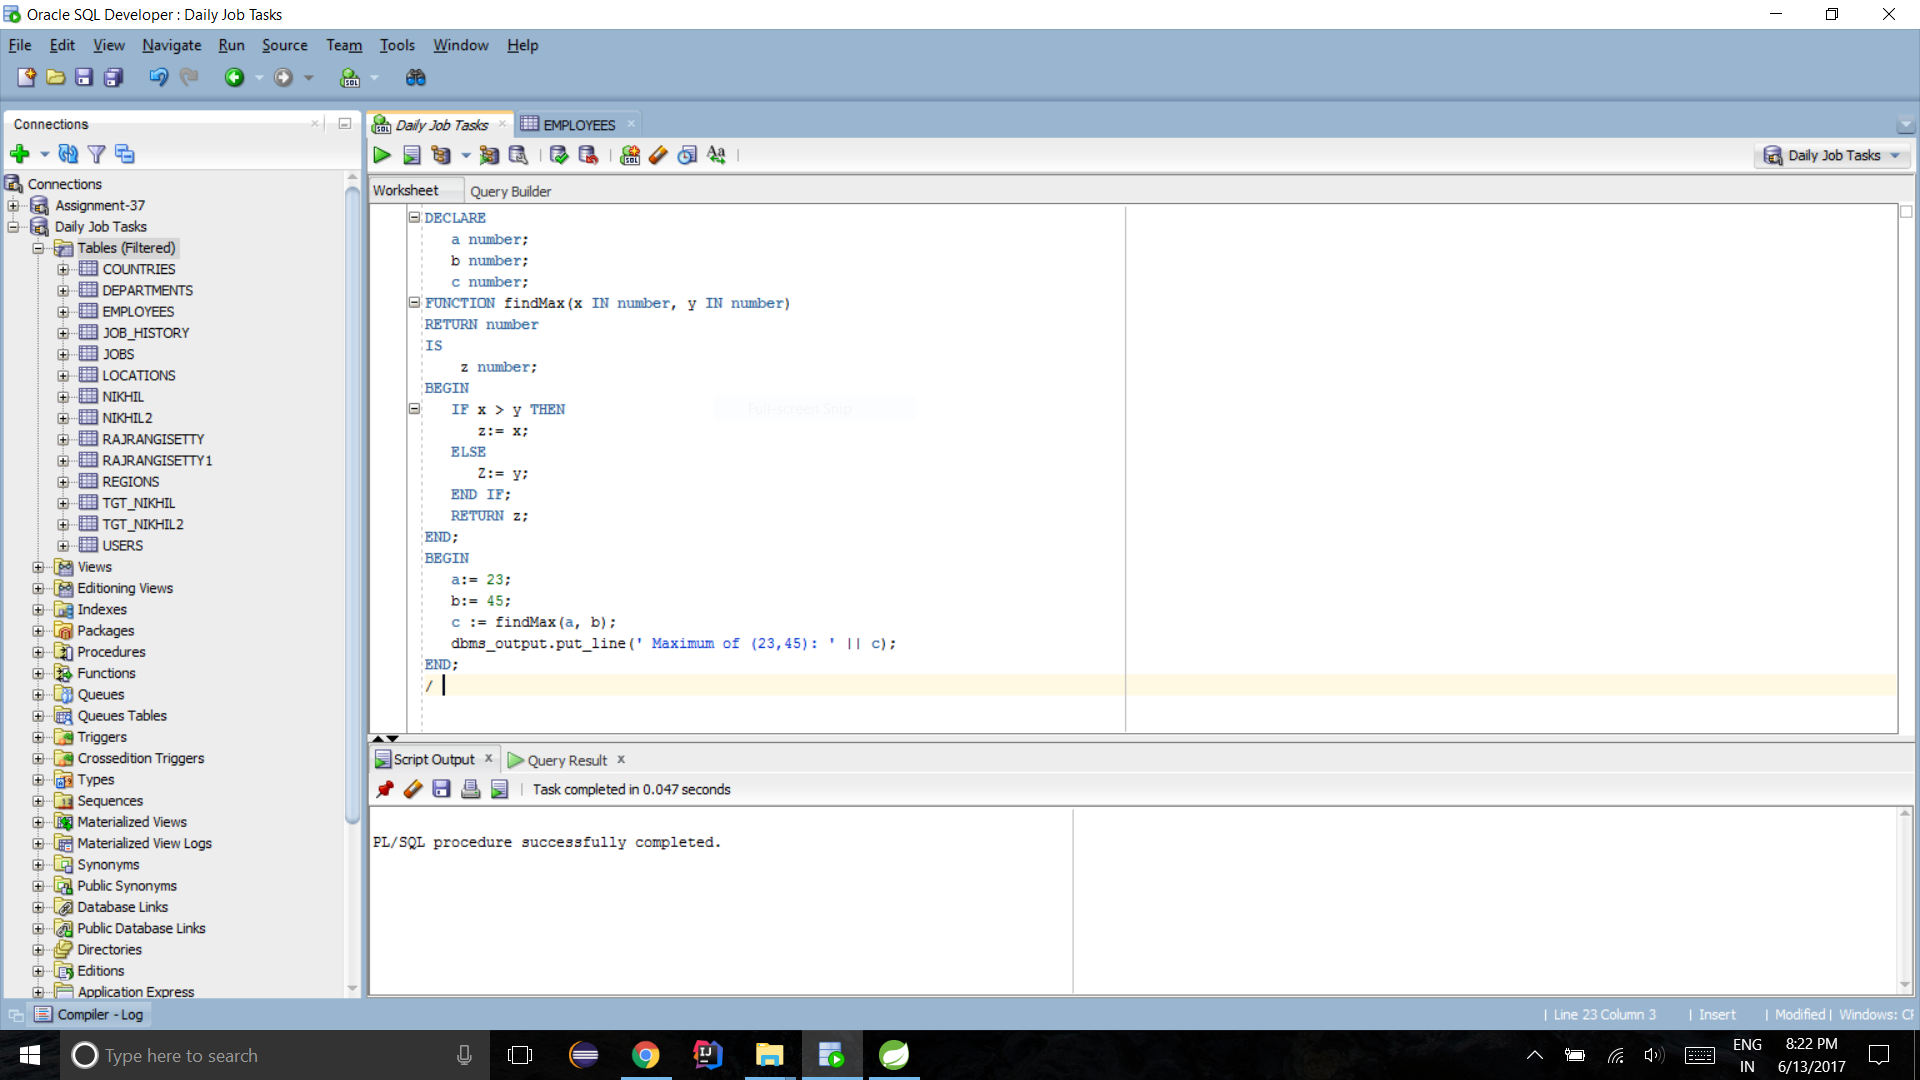 Oracle SQL Developer : Daily Job Tasks
File Edit View Navigate Run Source Team Tools Window Help
Connections
Daily Job Tasks
EMPLOYEES
Daily Job Tasks
Worksheet
Query Builder
Connections
Assignment-37
Daily Job Tasks
Tables (Filtered)
COUNTRIES
DEPARTMENTS
EMPLOYEES
JOB_HISTORY
JOBS
LOCATIONS
NIKHIL
NIKHIL2
RAJRANGISETTY
RAJRANGISETTY1
REGIONS
TGT_NIKHIL
TGT_NIKHIL2
USERS
Views
Editioning Views
Indexes
Packages
Procedures
Functions
Queues
Queues Tables
Triggers
Crossedition Triggers
Types
Sequences
Materialized Views
Materialized View Logs
Synonyms
Public Synonyms
Database Links
Public Database Links
Directories
Editions
Application Express
DECLARE
a number;
b number;
c number;
FUNCTION findMax(x IN number, y IN number)
RETURN number
IS
z number;
BEGIN
IF x > y THEN
z:= x;
ELSE
Z:= y;
END IF;
RETURN z;
END;
BEGIN
a:= 23;
b:= 45;
c := findMax(a, b);
dbms_output.put_line(' Maximum of (23,45): ' || c);
END;
/
Full-screen Snip
Script Output
Query Result
Task completed in 0.047 seconds
PL/SQL procedure successfully completed.
Compiler - Log
Line 23 Column 3
Insert
Modified
Windows: CF
Type here to search
ENG
IN
8:22 PM
6/13/2017